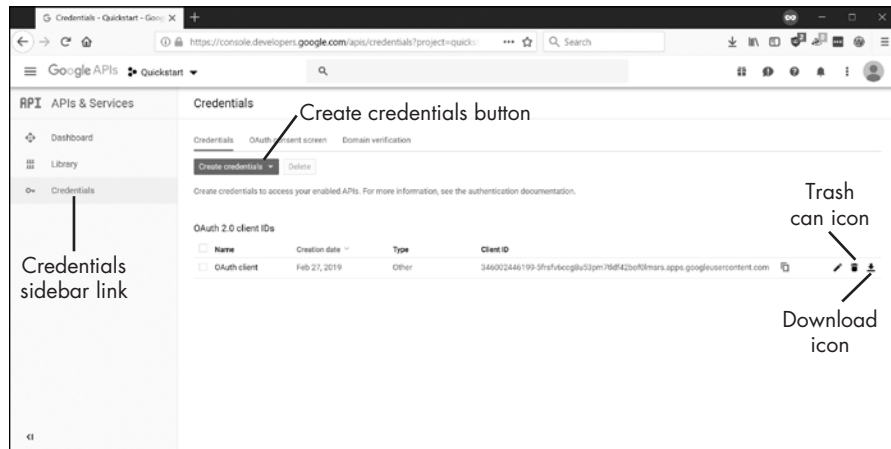 Credentials - Quickstart - Goog
https://console.developers.google.com/apis/credentials?project=quicks
Search
Google APIs
Quickstart
API APIs & Services
Credentials
Create credentials button
Dashboard
Credentials OAuth consent screen Domain verification
Library
Create credentials Delete
Credentials
Create credentials to access your enabled APIs. For more information, see the authentication documentation.
Trash
can icon
OAuth 2.0 client IDs
Name Creation date Type Client ID
OAuth client Feb 27, 2019 Other
Credentials
sidebar link
Download
icon